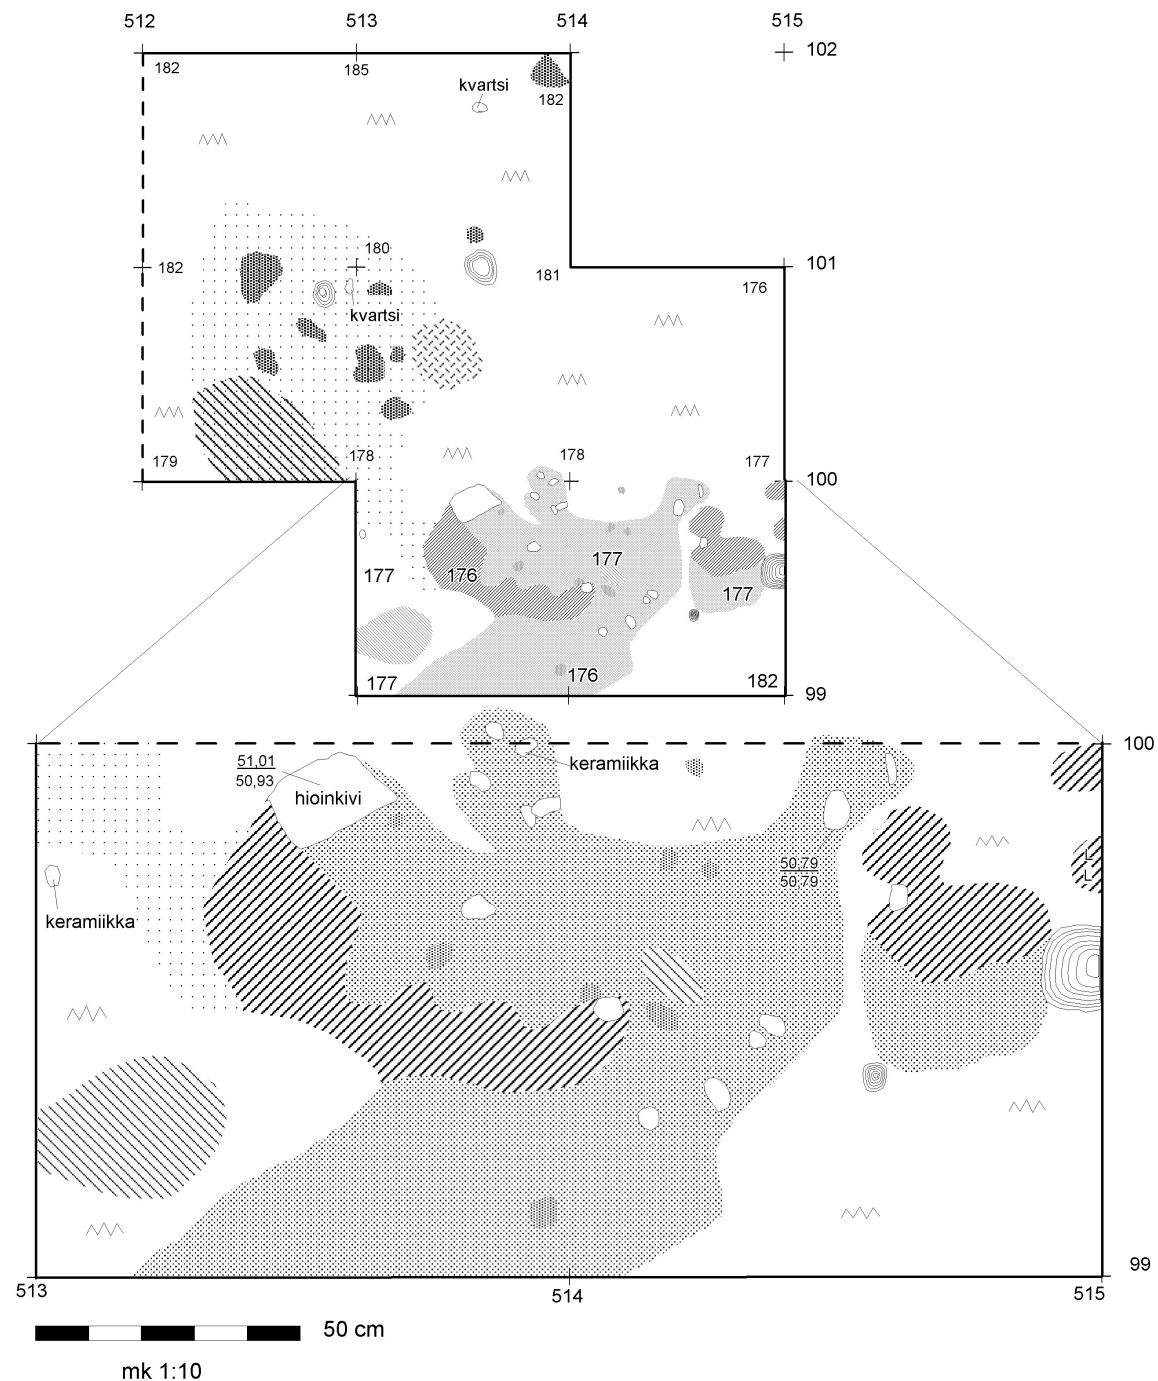 512 513 514 515
102
182 185 kvartsi
182
180
182 181 101
176
kvartsi
179 178 178 177
100
177 176 177
177
177 176 182
99
100
51,01
50,93
keramiikka
hioinkivi
50,79
50,79
L
L
keramiikka
99
513 514 515
50 cm
mk 1:10